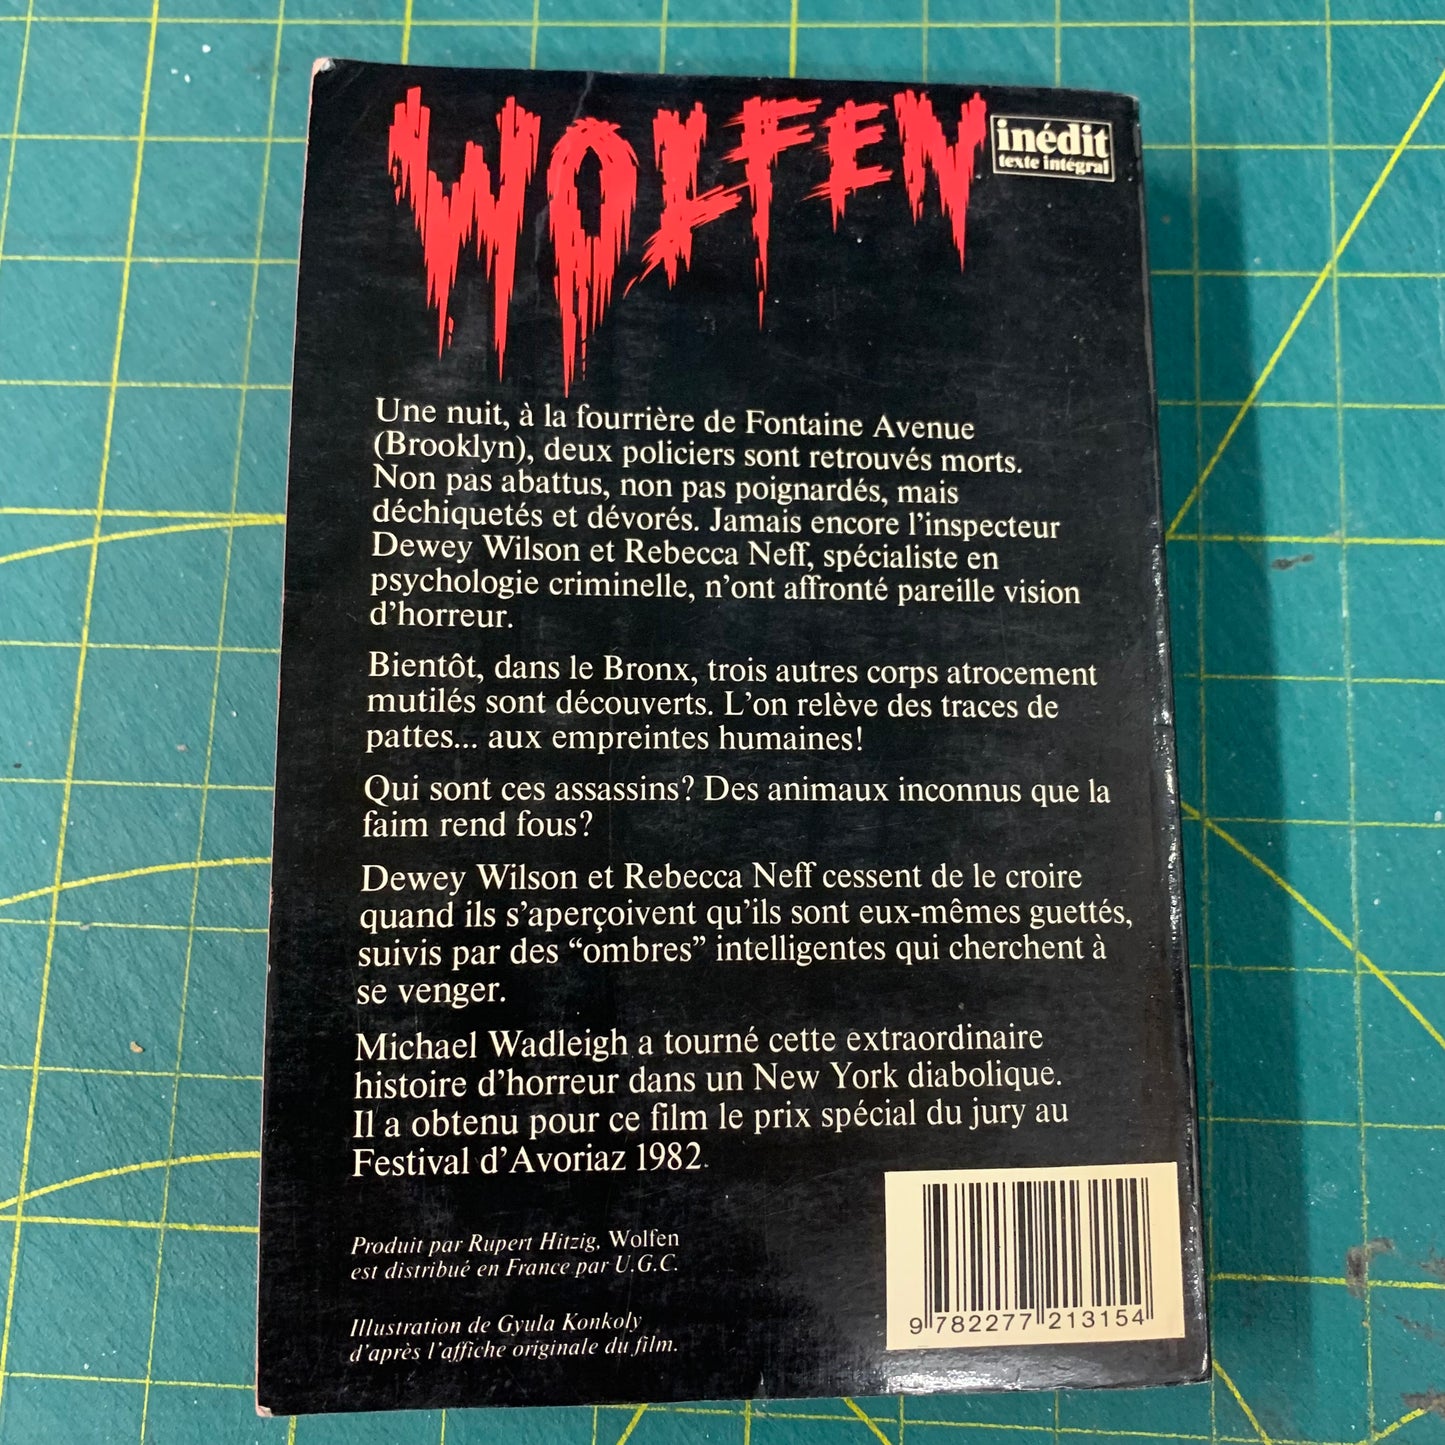 WOLFEN
inédit
texte intégral
Une nuit, à la fourrière de Fontaine Avenue
(Brooklyn), deux policiers sont retrouvés morts.
Non pas abattus, non pas poignardés, mais
déchiquetés et dévorés. Jamais encore l’inspecteur
Dewey Wilson et Rebecca Neff, spécialiste en
psychologie criminelle, n’ont affronté pareille vision
d’horreur.
Bientôt, dans le Bronx, trois autres corps atrocement
mutilés sont découverts. L’on relève des traces de
pattes... aux empreintes humaines!
Qui sont ces assassins? Des animaux inconnus que la
faim rend fous?
Dewey Wilson et Rebecca Neff cessent de le croire
quand ils s’aperçoivent qu’ils sont eux-mêmes guettés,
suivis par des “ombres” intelligentes qui cherchent à
se venger.
Michael Wadleigh a tourné cette extraordinaire
histoire d’horreur dans un New York diabolique.
Il a obtenu pour ce film le prix spécial du jury au
Festival d’Avoriaz 1982.
Produit par Rupert Hitzig, Wolfen
est distribué en France par U.G.C.
Illustration de Gyula Konkoly
d’après l’affiche originale du film.
9 782277 213154